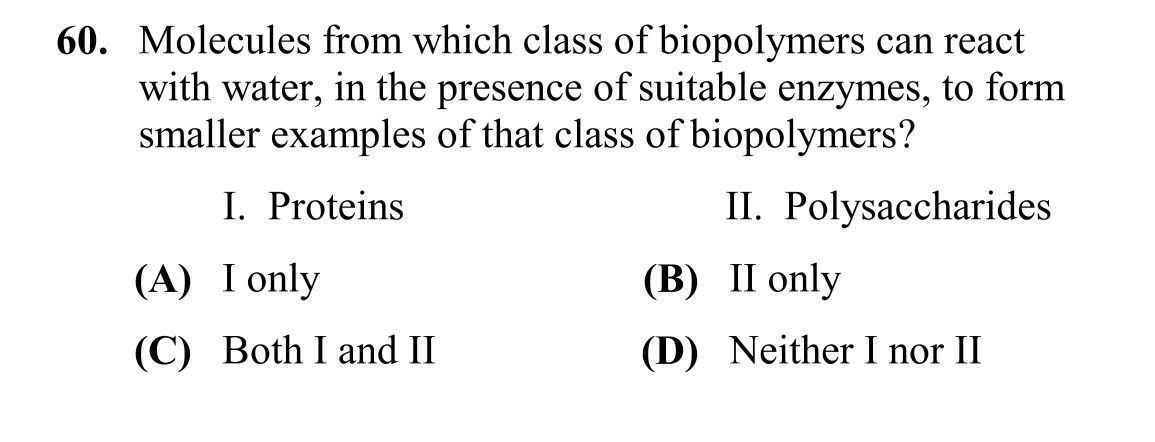 60. Molecules from which class of biopolymers can react
with water, in the presence of suitable enzymes, to form
smaller examples of that class of biopolymers?
I. Proteins II. Polysaccharides
(A) I only (B) II only
(C) Both I and II (D) Neither I nor II